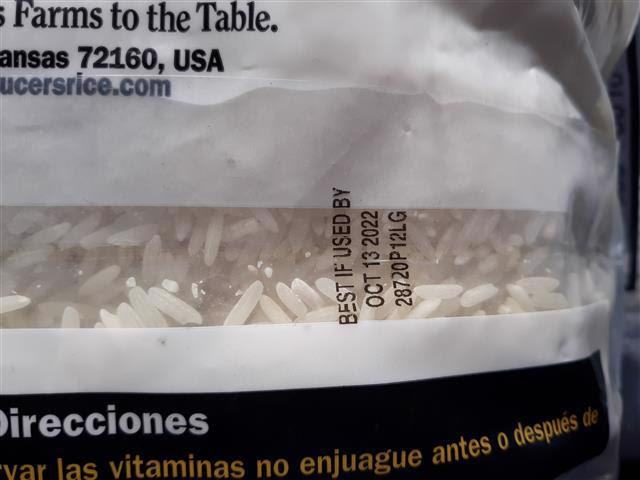 s Farms to the Table.
ansas 72160, USA
ucersrice.com
BEST IF USED BY
OCT 13 2022
28720P12LG
Direcciones
rvar las vitaminas no enjuague antes o después de